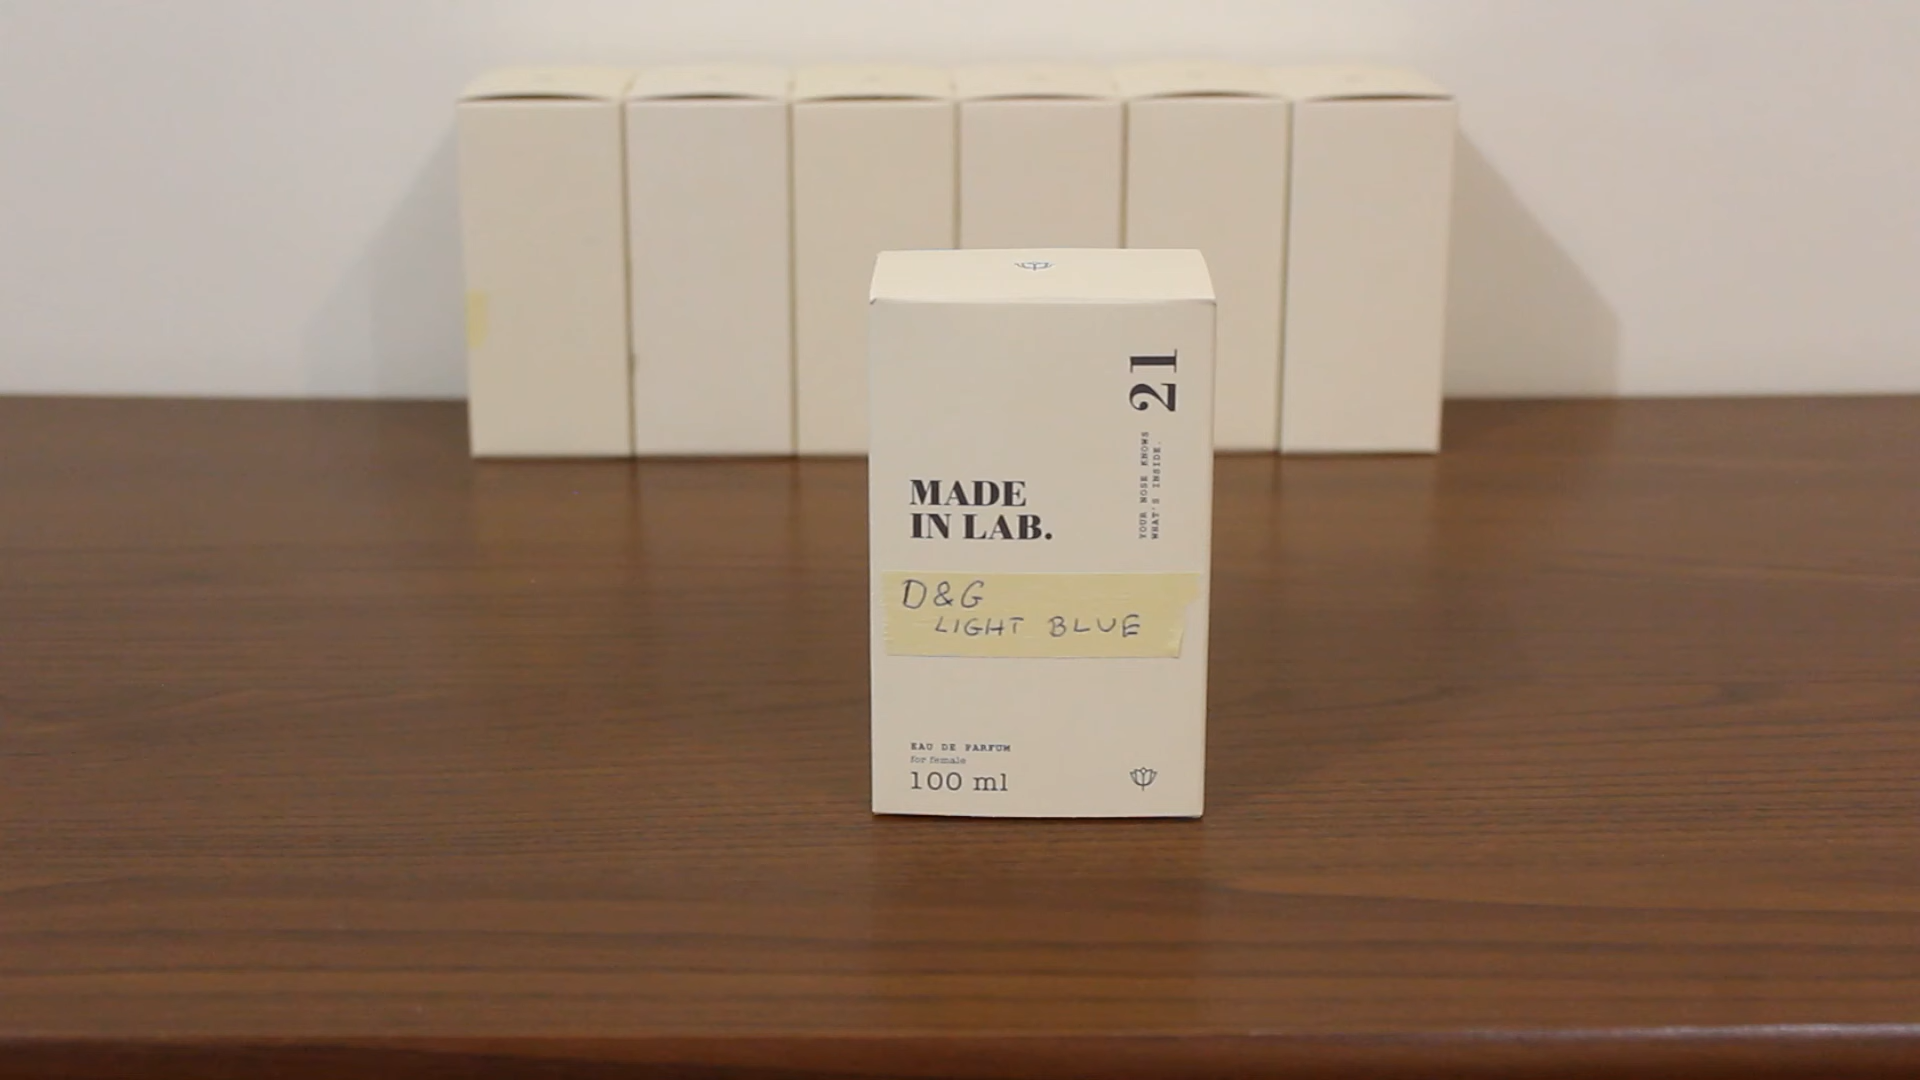 21
YOUR NOSE KNOWS
WHAT'S INSIDE.
MADE
IN LAB.
D&G
LIGHT BLUE
EAU DE PARFUM
for female
100 ml